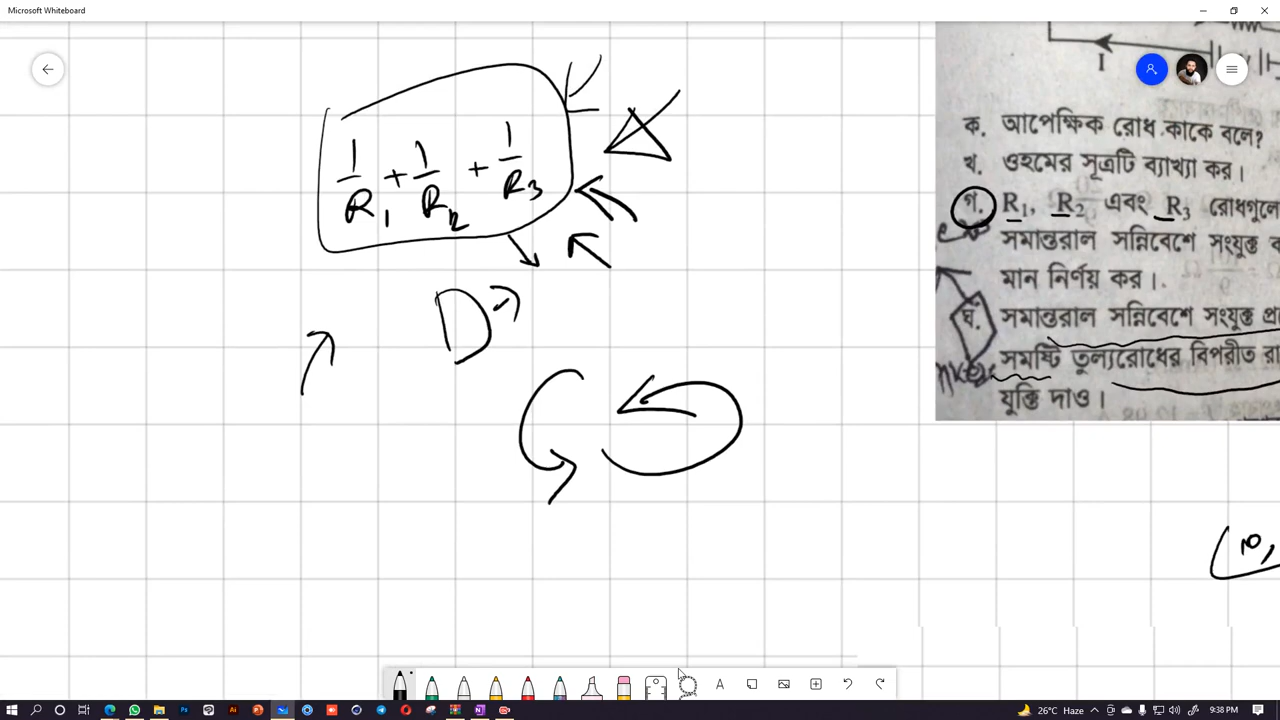 Microsoft Whiteboard
1/R1 + 1/R2 + 1/R3
I
ক. আপেক্ষিক রোধ কাকে বলে?
খ. ওহমের সূত্রটি ব্যাখ্যা কর।
গ. R1, R2 এবং R3 রোধগুলে
সমান্তরাল সন্নিবেশে সংযুক্ত ক
মান নির্ণয় কর।
ঘ. সমান্তরাল সন্নিবেশে সংযুক্ত প্র
সমষ্টি তুল্যরোধের বিপরীত রা
যুক্তি দাও।
D
26°C Haze
ENG
9:38 PM